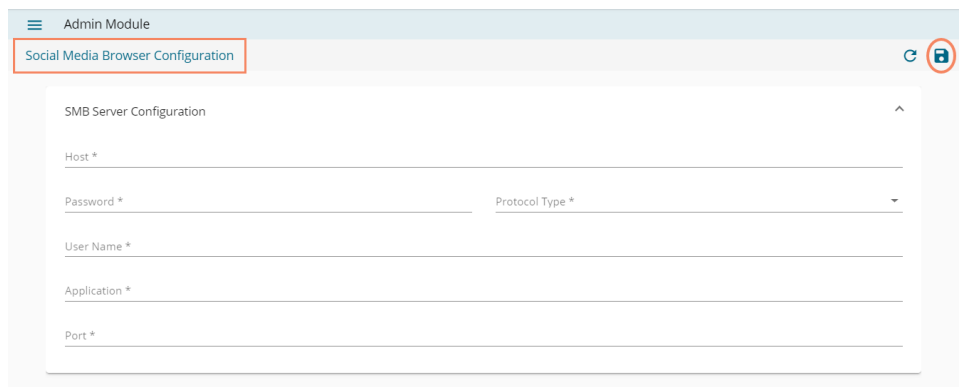 Admin Module
Social Media Browser Configuration
SMB Server Configuration
Host *
Password * Protocol Type *
User Name *
Application *
Port *